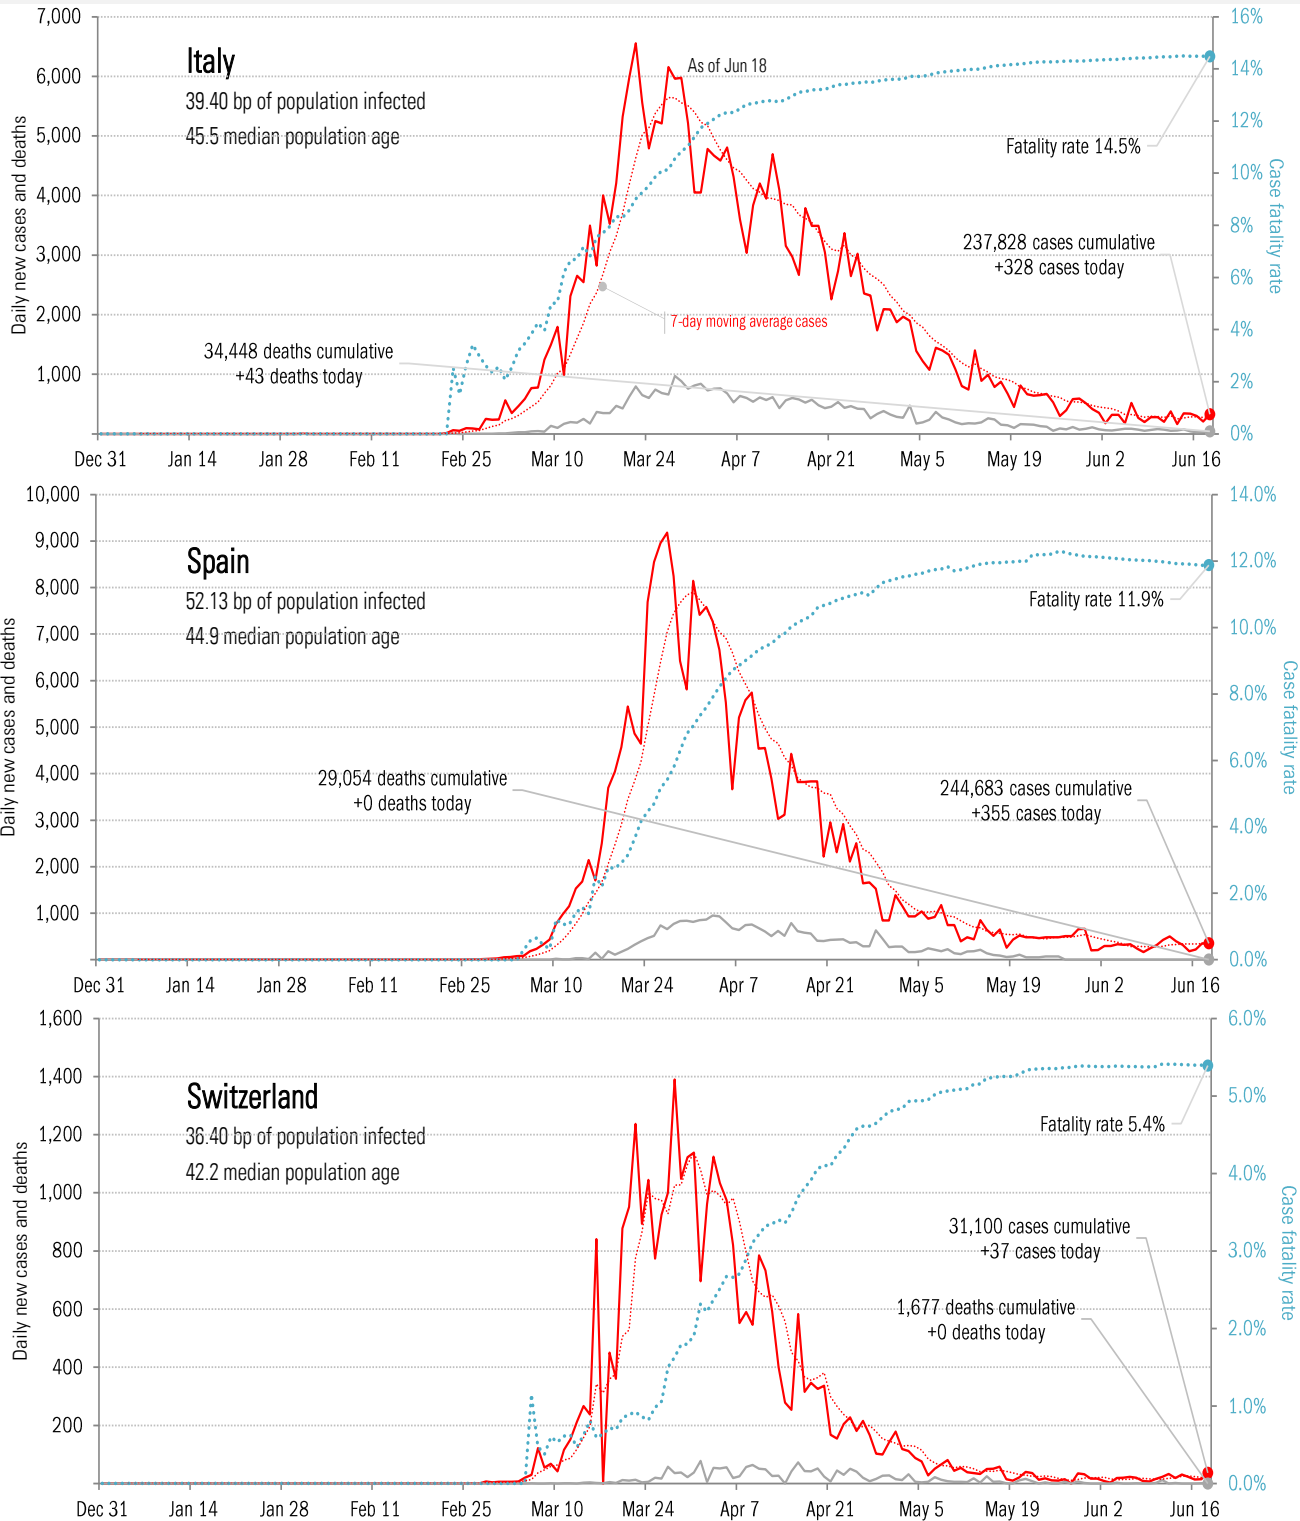 7,000
16%
Italy
As of Jun 18
6,000
14%
39.40 bp of population infected
45.5 median population age
5,000
12%
Fatality rate 14.5%
Daily new cases and deaths
4,000
10%
Case fatality rate
8%
237,828 cases cumulative
+328 cases today
3,000
6%
2,000
7-day moving average cases
4%
34,448 deaths cumulative
+43 deaths today
1,000
2%
0%
Dec 31 Jan 14 Jan 28 Feb 11 Feb 25 Mar 10 Mar 24 Apr 7 Apr 21 May 5 May 19 Jun 2 Jun 16
10,000
14.0%
9,000
Spain
12.0%
8,000
52.13 bp of population infected
Fatality rate 11.9%
44.9 median population age
7,000
10.0%
Daily new cases and deaths
6,000
8.0%
Case fatality rate
5,000
6.0%
4,000
29,054 deaths cumulative
+0 deaths today
244,683 cases cumulative
+355 cases today
3,000
4.0%
2,000
2.0%
1,000
0.0%
Dec 31 Jan 14 Jan 28 Feb 11 Feb 25 Mar 10 Mar 24 Apr 7 Apr 21 May 5 May 19 Jun 2 Jun 16
1,600
6.0%
1,400
Switzerland
5.0%
1,200
36.40 bp of population infected
Fatality rate 5.4%
42.2 median population age
4.0%
1,000
Daily new cases and deaths
Case fatality rate
31,100 cases cumulative
+37 cases today
800
3.0%
600
1,677 deaths cumulative
+0 deaths today
2.0%
400
1.0%
200
0.0%
Dec 31 Jan 14 Jan 28 Feb 11 Feb 25 Mar 10 Mar 24 Apr 7 Apr 21 May 5 May 19 Jun 2 Jun 16